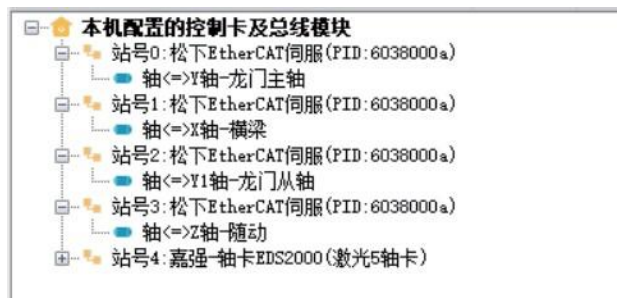 本机配置的控制卡及总线模块
站号0:松下EtherCAT伺服(PID:6038000a)
轴<=>Y轴-龙门主轴
站号1:松下EtherCAT伺服(PID:6038000a)
轴<=>X轴-横梁
站号2:松下EtherCAT伺服(PID:6038000a)
轴<=>Y1轴-龙门从轴
站号3:松下EtherCAT伺服(PID:6038000a)
轴<=>Z轴-随动
站号4:嘉强-轴卡EDS2000(激光5轴卡)